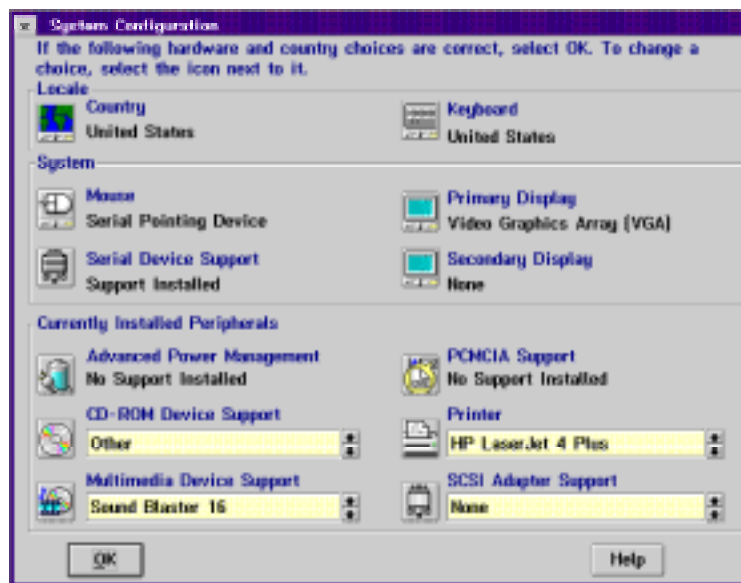 System Configuration
If the following hardware and country choices are correct, select OK. To change a
choice, select the icon next to it.
Locale
Country
United States
Keyboard
United States
System
Mouse
Serial Pointing Device
Primary Display
Video Graphics Array (VGA)
Serial Device Support
Support Installed
Secondary Display
None
Currently Installed Peripherals
Advanced Power Management
No Support Installed
PCMCIA Support
No Support Installed
CD-ROM Device Support
Other
Printer
HP LaserJet 4 Plus
Multimedia Device Support
Sound Blaster 16
SCSI Adapter Support
None
OK
Help